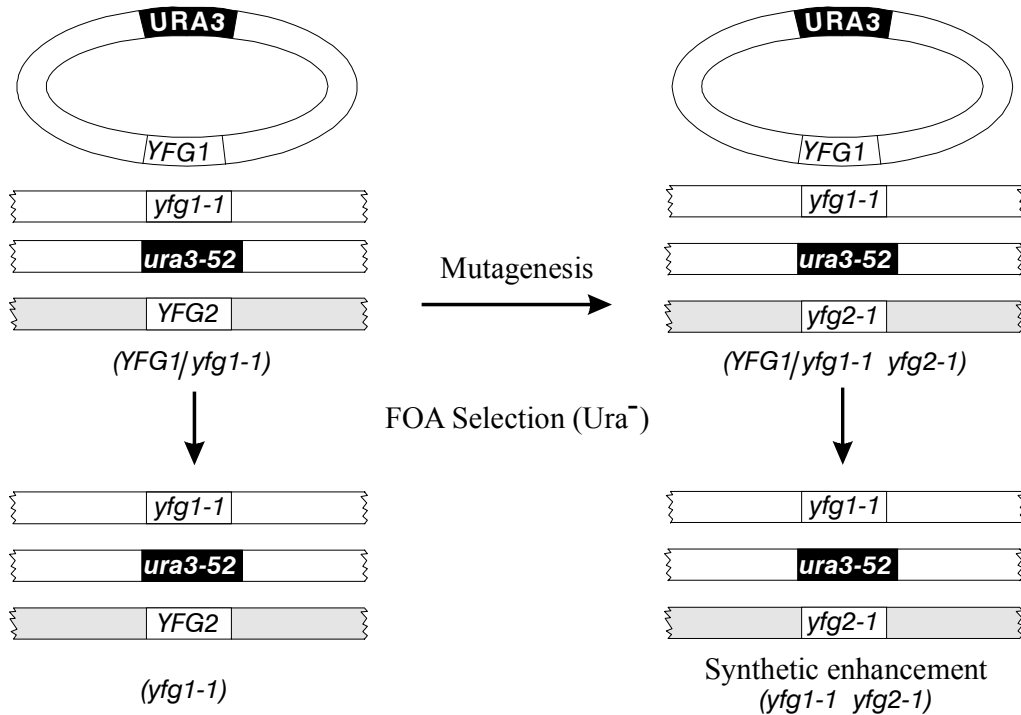 URA3
YFG1
yfg1-1
ura3-52
YFG2
(YFG1/yfg1-1)
Mutagenesis
URA3
YFG1
yfg1-1
ura3-52
yfg2-1
(YFG1/yfg1-1 yfg2-1)
FOA Selection (Ura⁻)
yfg1-1
ura3-52
YFG2
(yfg1-1)
yfg1-1
ura3-52
yfg2-1
Synthetic enhancement
(yfg1-1 yfg2-1)